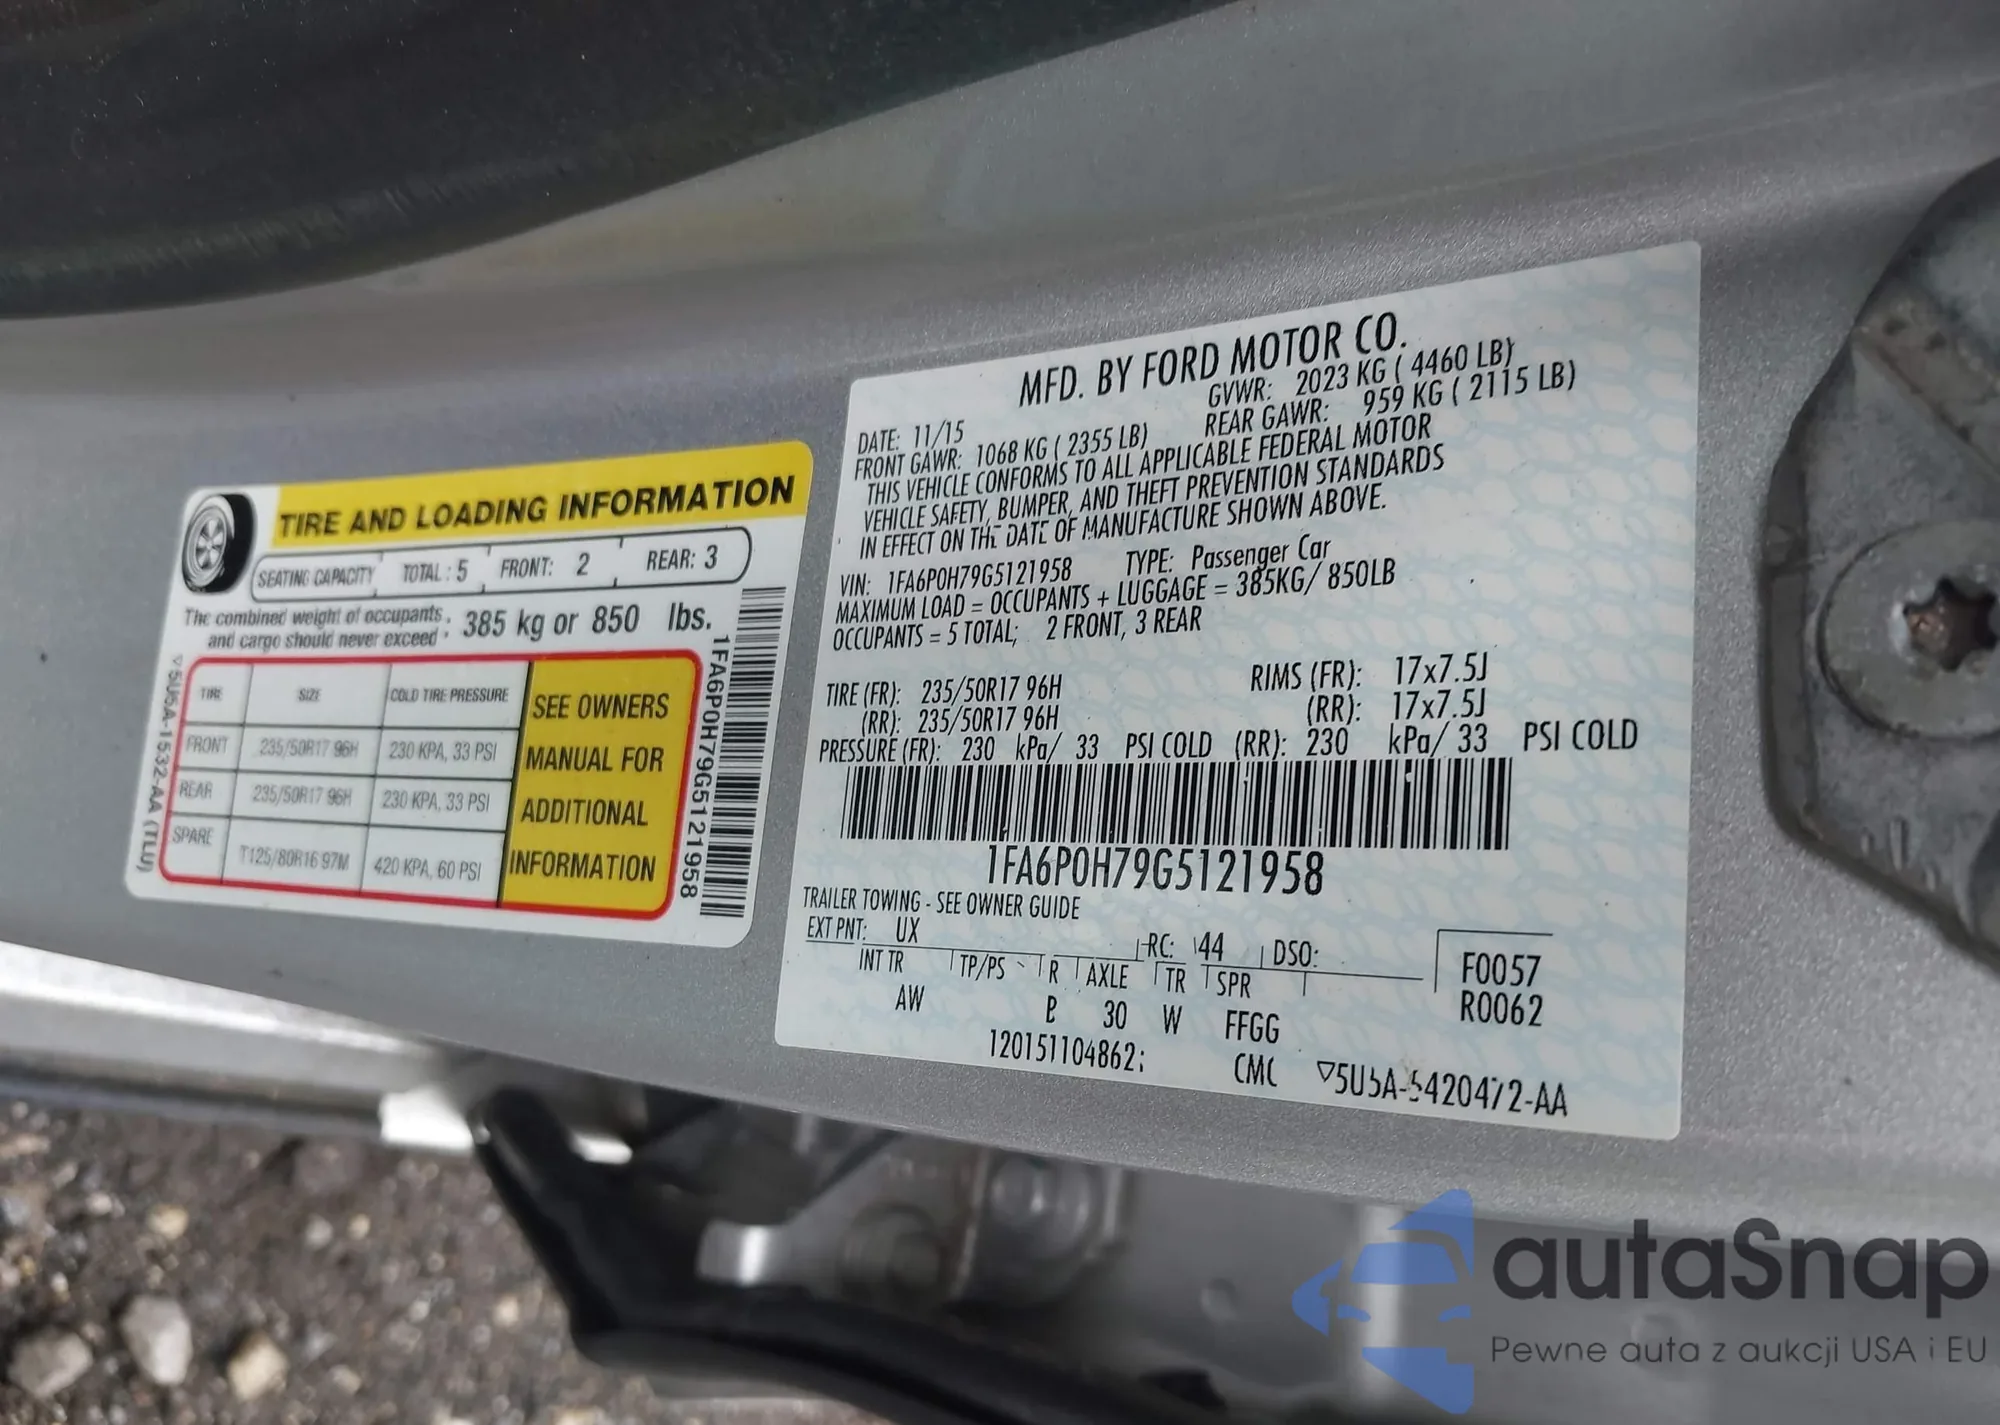 TIRE AND LOADING INFORMATION
SEATING CAPACITY TOTAL : 5 FRONT: 2 REAR: 3
The combined weight of occupants and cargo should never exceed 385 kg or 850 lbs.
TIRE SIZE COLD TIRE PRESSURE
FRONT 235/50R17 96H 230 KPA, 33 PSI
REAR 235/50R17 96H 230 KPA, 33 PSI
SPARE T125/80R16 97M 420 KPA, 60 PSI
SEE OWNERS
MANUAL FOR
ADDITIONAL
INFORMATION
5U5A-1532-AA (TLU)
1FA6P0H79G5121958
MFD. BY FORD MOTOR CO.
DATE: 11/15 GVWR: 2023 KG ( 4460 LB)
FRONT GAWR: 1068 KG ( 2355 LB) REAR GAWR: 959 KG ( 2115 LB)
THIS VEHICLE CONFORMS TO ALL APPLICABLE FEDERAL MOTOR
VEHICLE SAFETY, BUMPER, AND THEFT PREVENTION STANDARDS
IN EFFECT ON THE DATE OF MANUFACTURE SHOWN ABOVE.
VIN: 1FA6P0H79G5121958 TYPE: Passenger Car
MAXIMUM LOAD = OCCUPANTS + LUGGAGE = 385KG/ 850LB
OCCUPANTS = 5 TOTAL; 2 FRONT, 3 REAR
TIRE (FR): 235/50R17 96H RIMS (FR): 17x7.5J
(RR): 235/50R17 96H (RR): 17x7.5J
PRESSURE (FR): 230 kPa/ 33 PSI COLD (RR): 230 kPa/ 33 PSI COLD
1FA6P0H79G5121958
TRAILER TOWING - SEE OWNER GUIDE
EXT PNT: UX RC: 44 DSO:
INT TR TP/PS R AXLE TR SPR
AW B 30 W FFGG
F0057
R0062
120151104862; CMC 5U5A-5420472-AA
autaSnap
Pewne auta z aukcji USA i EU